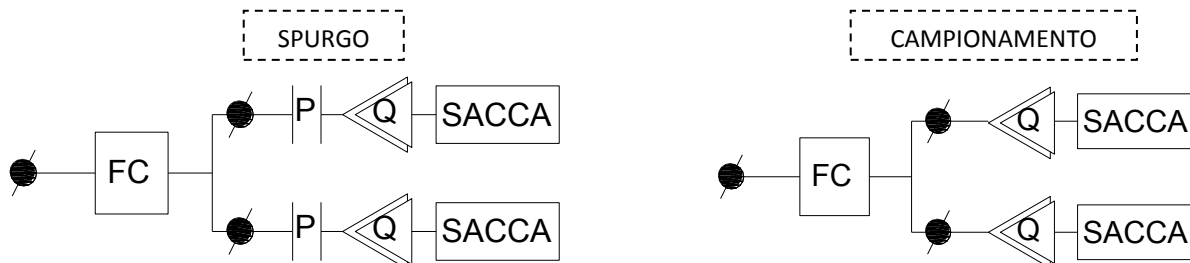 SPURGO
CAMPIONAMENTO
P Q SACCA
Q SACCA
FC
FC
P Q SACCA
Q SACCA